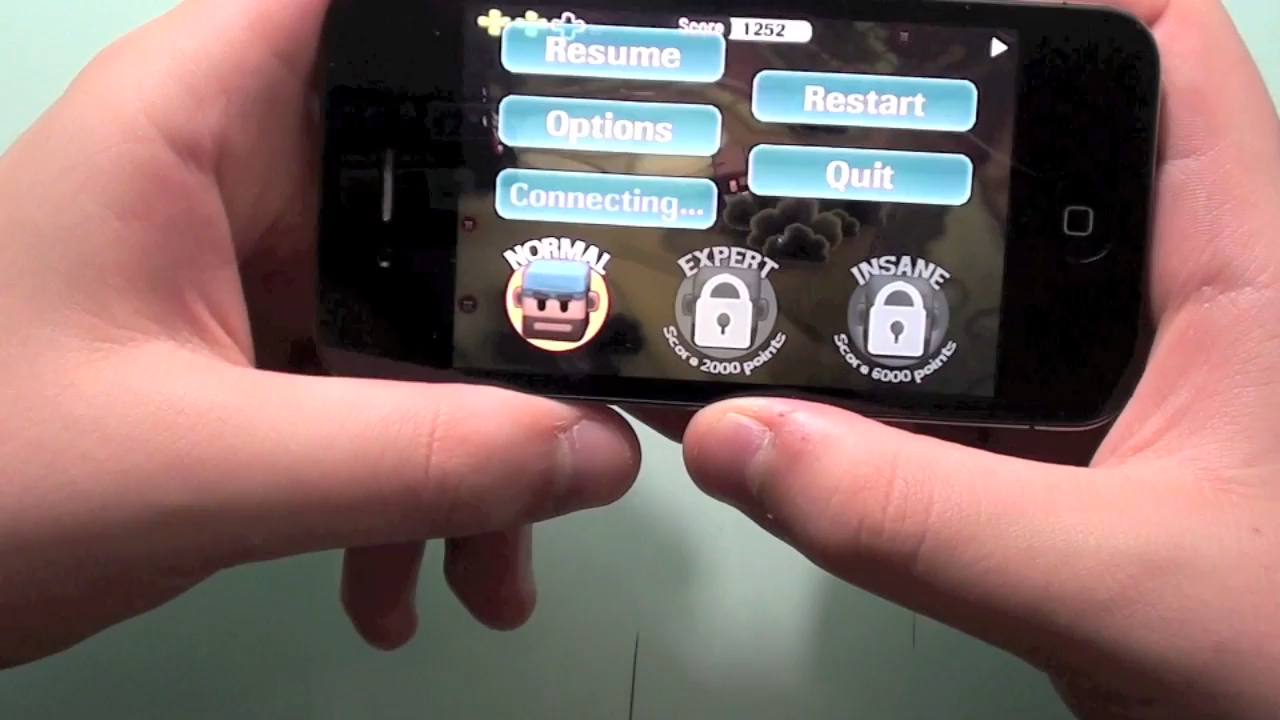 Score 1252
Resume
Restart
Options
Quit
Connecting...
NORMAL
EXPERT
INSANE
Score 2000 points
Score 6000 points